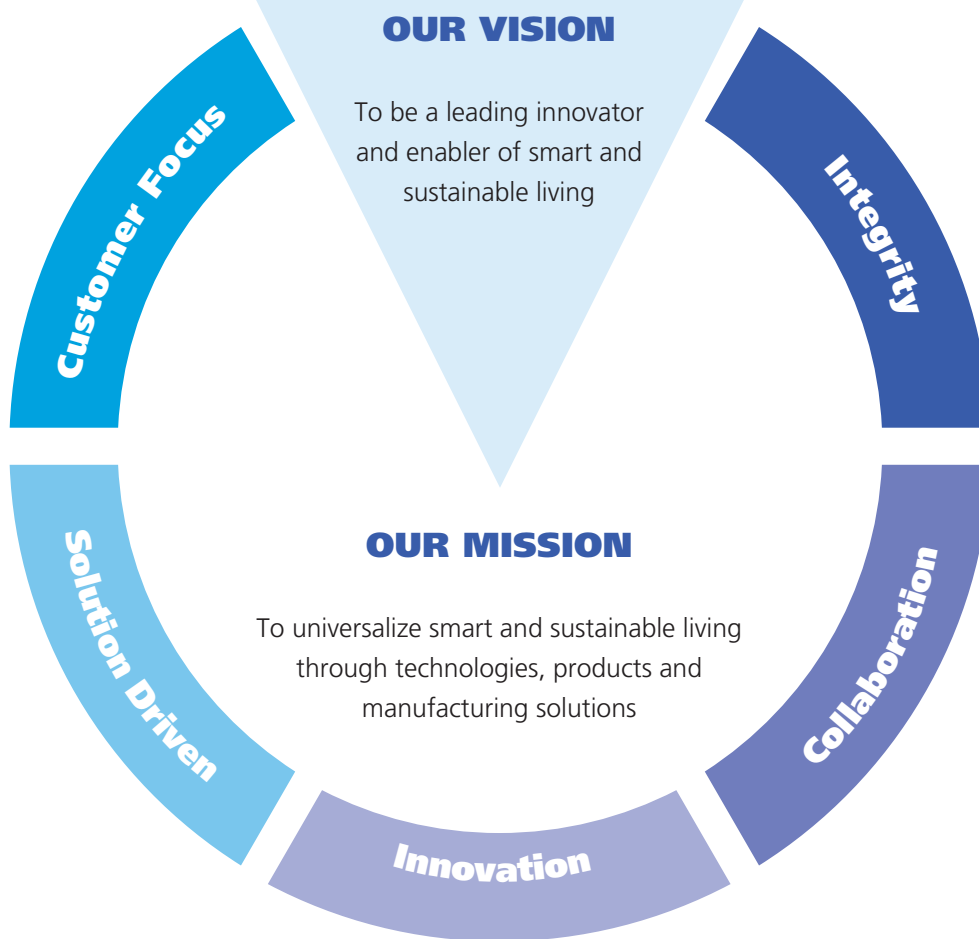 OUR VISION
To be a leading innovator
and enabler of smart and
sustainable living
Customer Focus
Integrity
OUR MISSION
To universalize smart and sustainable living
through technologies, products and
manufacturing solutions
Solution Driven
Collaboration
Innovation